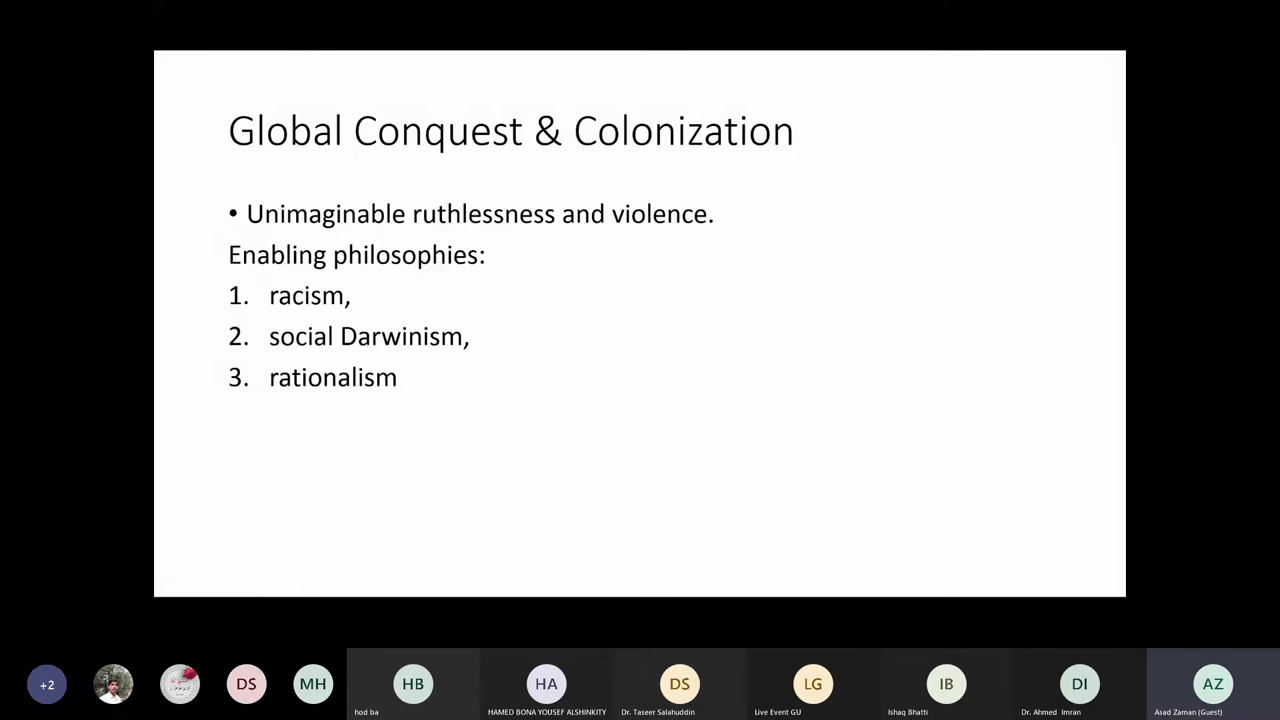 Global Conquest & Colonization
• Unimaginable ruthlessness and violence.
Enabling philosophies:
1. racism,
2. social Darwinism,
3. rationalism
+2
DS
MH
HB
HA
DS
LG
IB
DI
AZ
hod ba
HAMED BONA YOUSEF ALSHINKITY
Dr. Taseer Salahuddin
Live Event GU
Ishaq Bhatti
Dr. Ahmed Imran
Asad Zaman (Guest)